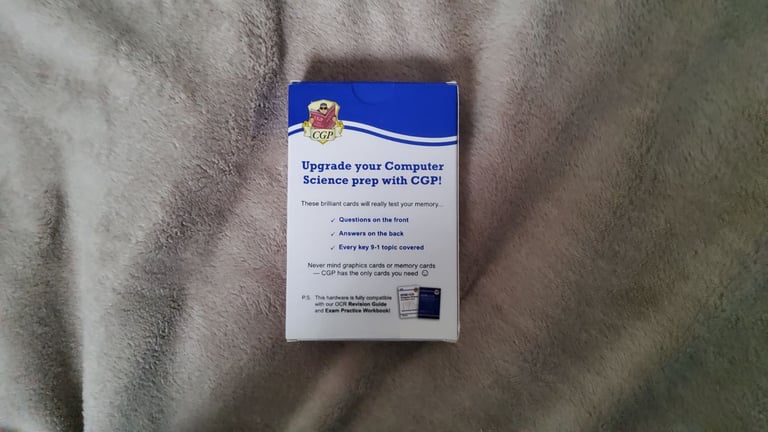 CGP
Upgrade your Computer
Science prep with CGP!
These brilliant cards will really test your memory...
✓ Questions on the front
✓ Answers on the back
✓ Every key 9-1 topic covered
Never mind graphics cards or memory cards
— CGP has the only cards you need ☺
P.S. This hardware is fully compatible
with our OCR Revision Guide
and Exam Practice Workbook!